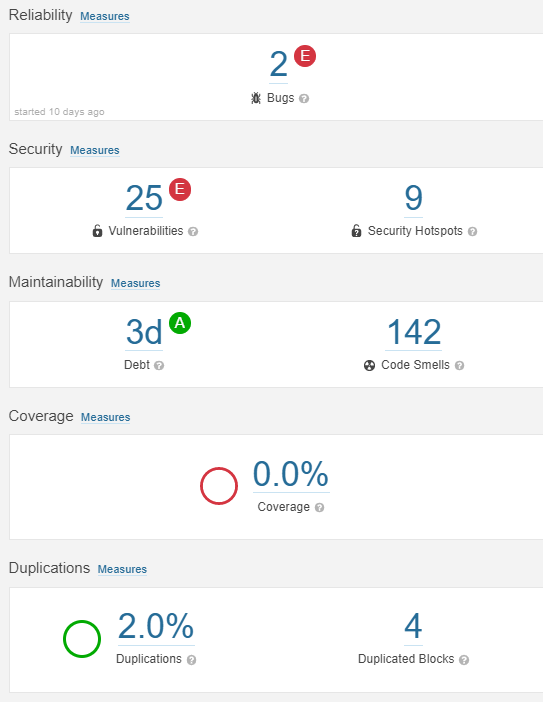 Reliability Measures
2 E
Bugs ?
started 10 days ago
Security Measures
25 E 9
Vulnerabilities ? Security Hotspots ?
Maintainability Measures
3d A 142
Debt ? Code Smells ?
Coverage Measures
0.0%
Coverage ?
Duplications Measures
2.0% 4
Duplications ? Duplicated Blocks ?